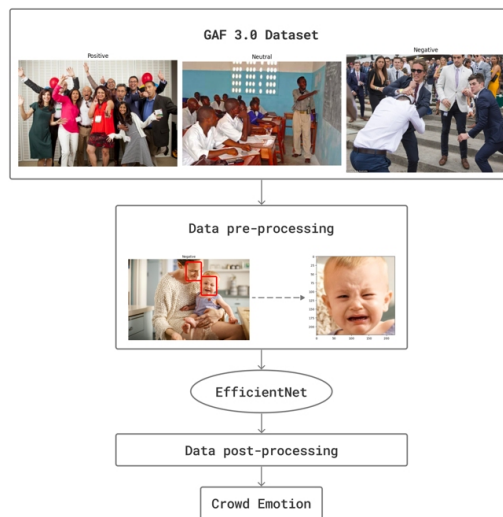 GAF 3.0 Dataset
Positive
Neutral
Negative
Data pre-processing
Negative
EfficientNet
Data post-processing
Crowd Emotion